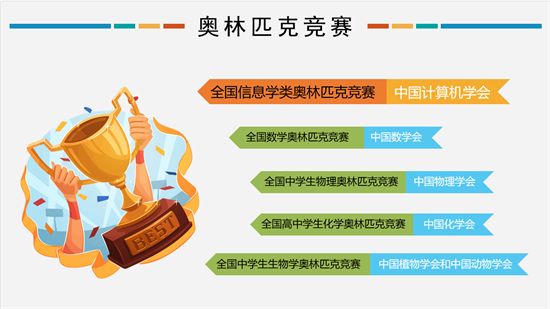 奥林匹克竞赛
全国信息学类奥林匹克竞赛 中国计算机学会
全国数学奥林匹克竞赛 中国数学会
全国中学生物理奥林匹克竞赛 中国物理学会
全国高中学生化学奥林匹克竞赛 中国化学会
全国中学生生物学奥林匹克竞赛 中国植物学会和中国动物学会
BEST